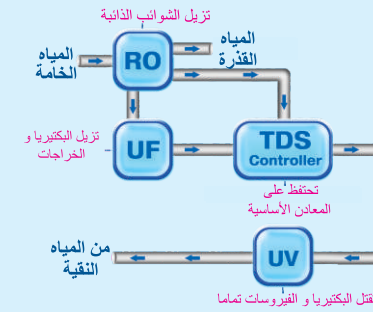 تزيل الشوائب الذائبة
المياه
الخامة
RO
المياه
القذرة
تزيل البكتيريا و
الخراجات
UF
TDS
Controller
تحتفظ على
المعادن الأساسية
من المياه
النقية
UV
قتل البكتيريا و الفيروسات تماما